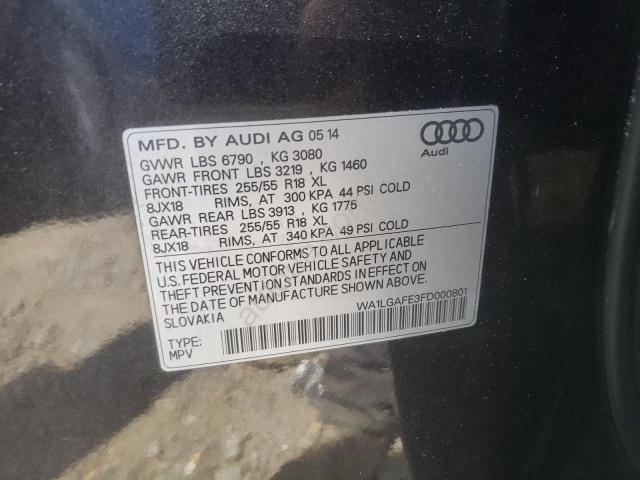 MFD. BY AUDI AG 05 14
GVWR LBS 6790 , KG 3080
GAWR FRONT LBS 3219 , KG 1460
FRONT-TIRES 255/55 R18 XL
8JX18 RIMS, AT 300 KPA 44 PSI COLD
GAWR REAR LBS 3913 , KG 1775
REAR-TIRES 255/55 R18 XL
8JX18 RIMS, AT 340 KPA 49 PSI COLD
Audi
THIS VEHICLE CONFORMS TO ALL APPLICABLE
U.S. FEDERAL MOTOR VEHICLE SAFETY AND
THEFT PREVENTION STANDARDS IN EFFECT ON
THE DATE OF MANUFACTURE SHOWN ABOVE.
SLOVAKIA
WA1LGAFE3FD000801
TYPE:
MPV